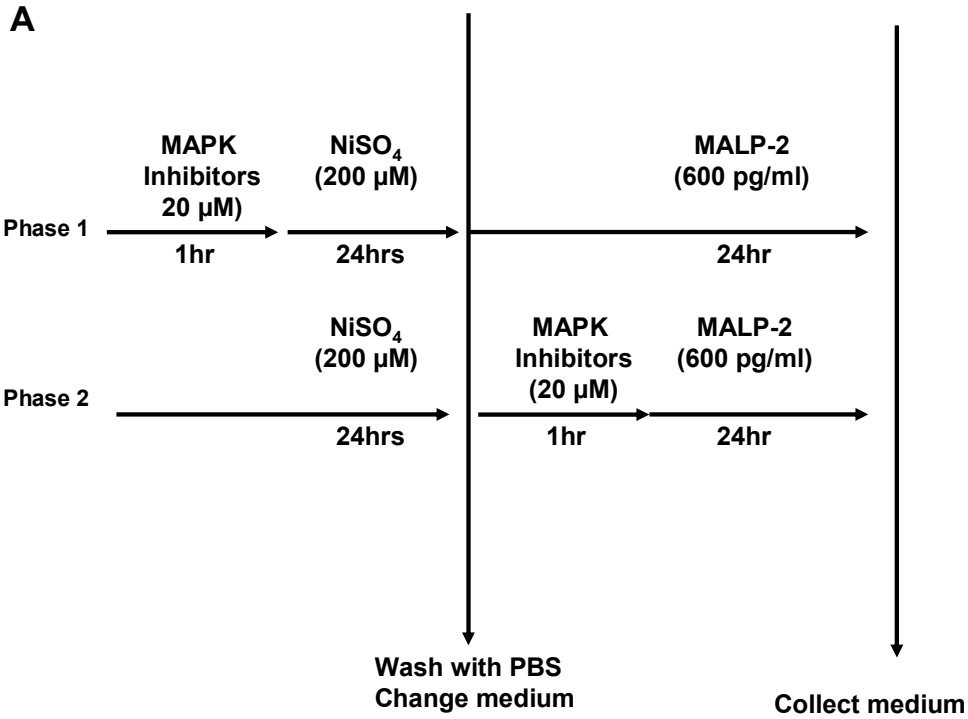 A
MAPK
Inhibitors
20 µM)
NiSO4
(200 µM)
MALP-2
(600 pg/ml)
Phase 1
1hr
24hrs
24hr
NiSO4
(200 µM)
MAPK
Inhibitors
(20 µM)
MALP-2
(600 pg/ml)
Phase 2
24hrs
1hr
24hr
Wash with PBS
Change medium
Collect medium